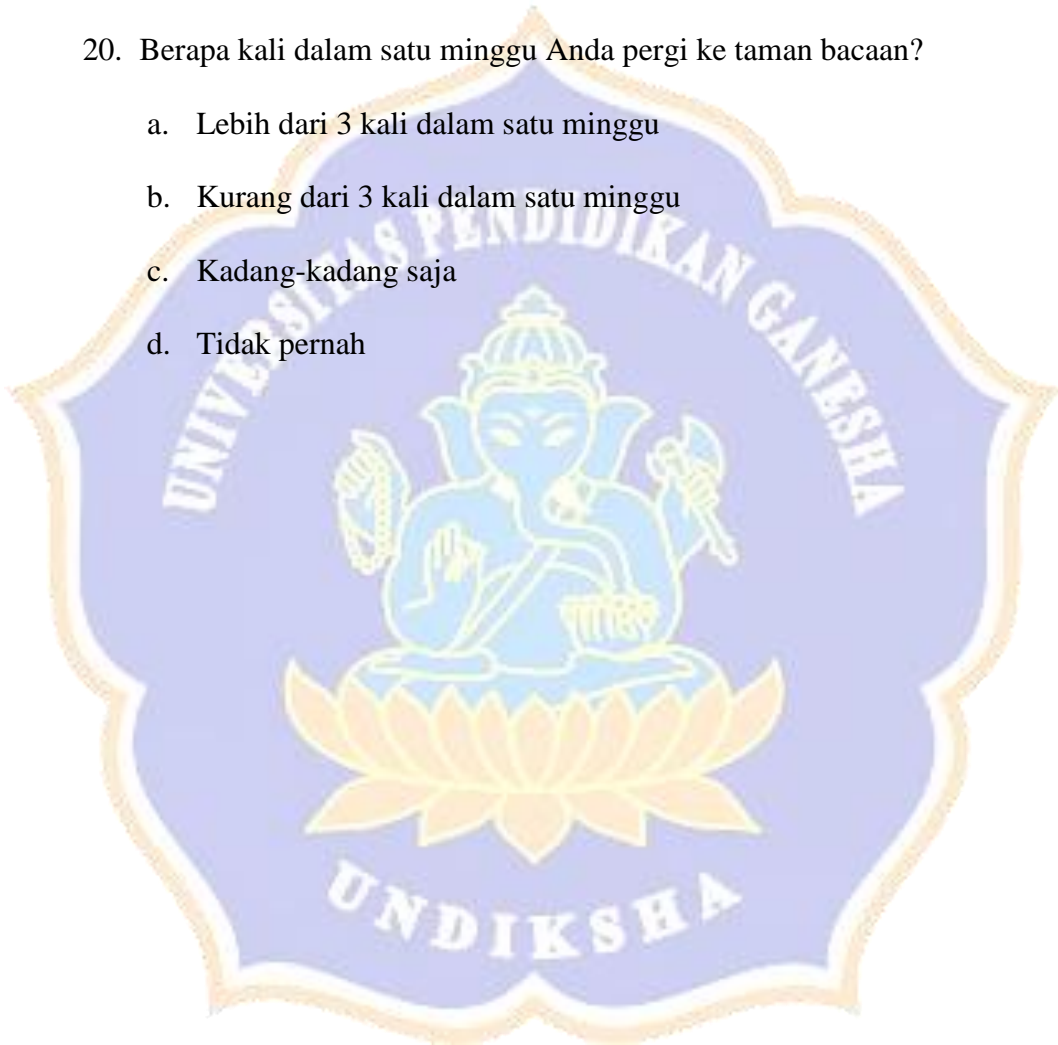 20. Berapa kali dalam satu minggu Anda pergi ke taman bacaan?
a. Lebih dari 3 kali dalam satu minggu
b. Kurang dari 3 kali dalam satu minggu
c. Kadang-kadang saja
d. Tidak pernah
UNIVERSITAS PENDIDIKAN GANESHA
UNDIKSHA